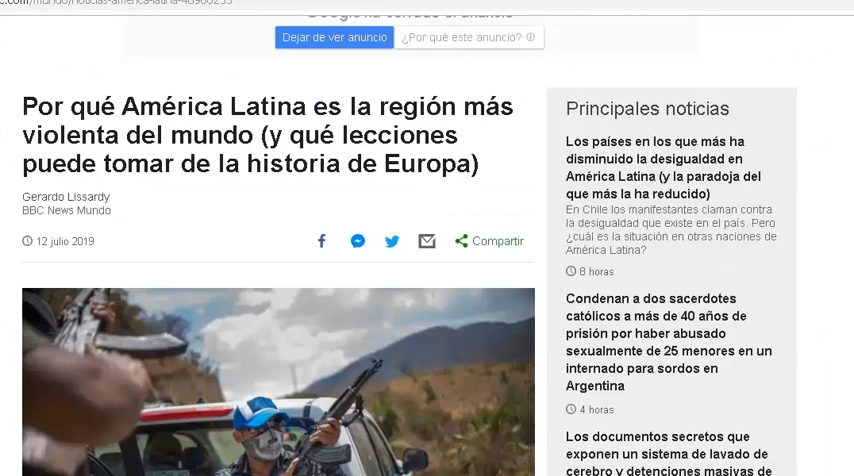 Dejar de ver anuncio
¿Por qué este anuncio?
Por qué América Latina es la región más
violenta del mundo (y qué lecciones
puede tomar de la historia de Europa)
Gerardo Lissardy
BBC News Mundo
12 julio 2019
Compartir
Principales noticias
Los países en los que más ha
disminuido la desigualdad en
América Latina (y la paradoja del
que más la ha reducido)
En Chile los manifestantes claman contra
la desigualdad que existe en el país. Pero
¿cuál es la situación en otras naciones de
América Latina?
8 horas
Condenan a dos sacerdotes
católicos a más de 40 años de
prisión por haber abusado
sexualmente de 25 menores en un
internado para sordos en
Argentina
4 horas
Los documentos secretos que
exponen un sistema de lavado de
cerebro y detenciones masivas de